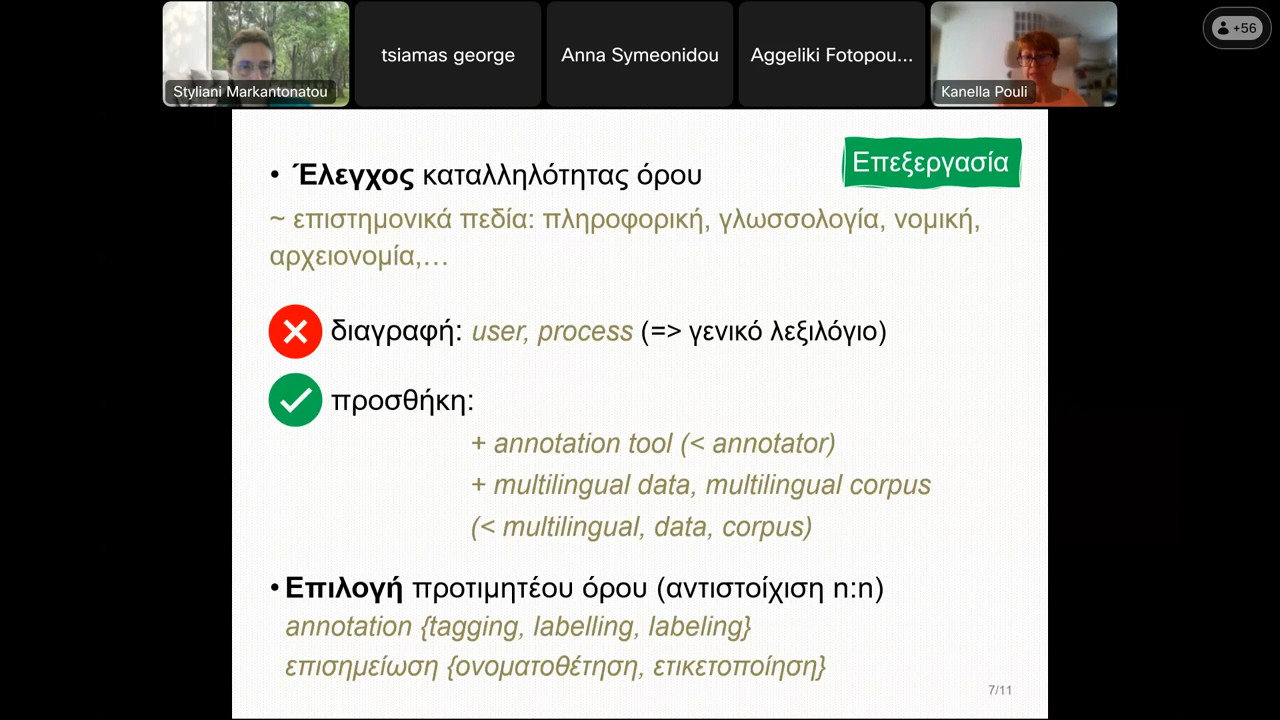 tsiamas george
Anna Symeonidou
Aggeliki Fotopou...
+56
Styliani Markantonatou
Kanella Pouli
Επεξεργασία
• Έλεγχος καταλληλότητας όρου
~ επιστημονικά πεδία: πληροφορική, γλωσσολογία, νομική,
αρχειονομία,…
διαγραφή: user, process (=> γενικό λεξιλόγιο)
προσθήκη:
+ annotation tool (< annotator)
+ multilingual data, multilingual corpus
(< multilingual, data, corpus)
• Επιλογή προτιμητέου όρου (αντιστοίχιση n:n)
annotation {tagging, labelling, labeling}
επισημείωση {ονοματοθέτηση, ετικετοποίηση}
7/11